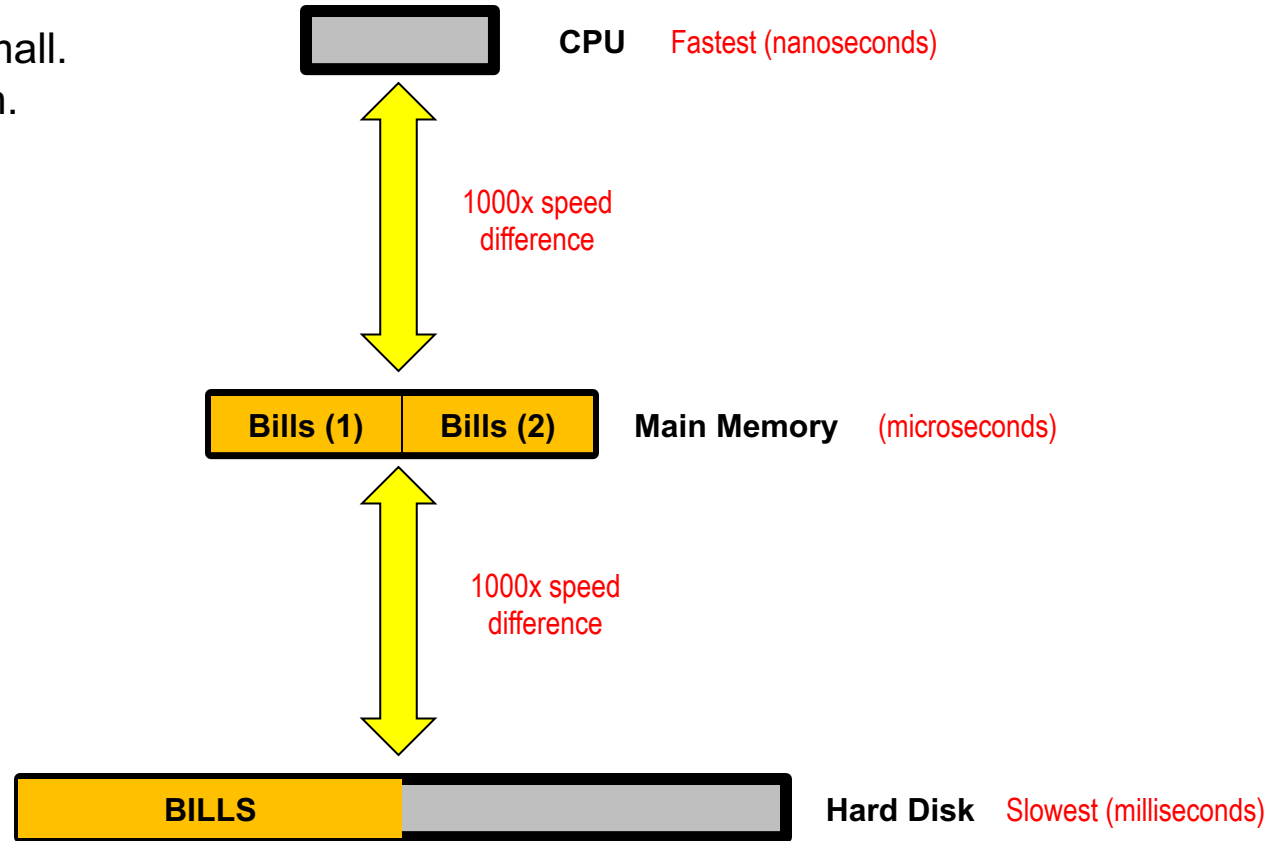 CPU Fastest (nanoseconds)
1000x speed
difference
Bills (1) Bills (2) Main Memory (microseconds)
1000x speed
difference
BILLS Hard Disk Slowest (milliseconds)